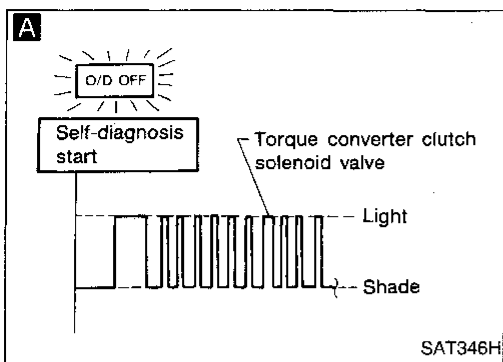 A
O/D OFF
Self-diagnosis
start
Torque converter clutch
solenoid valve
Light
Shade
SAT346H